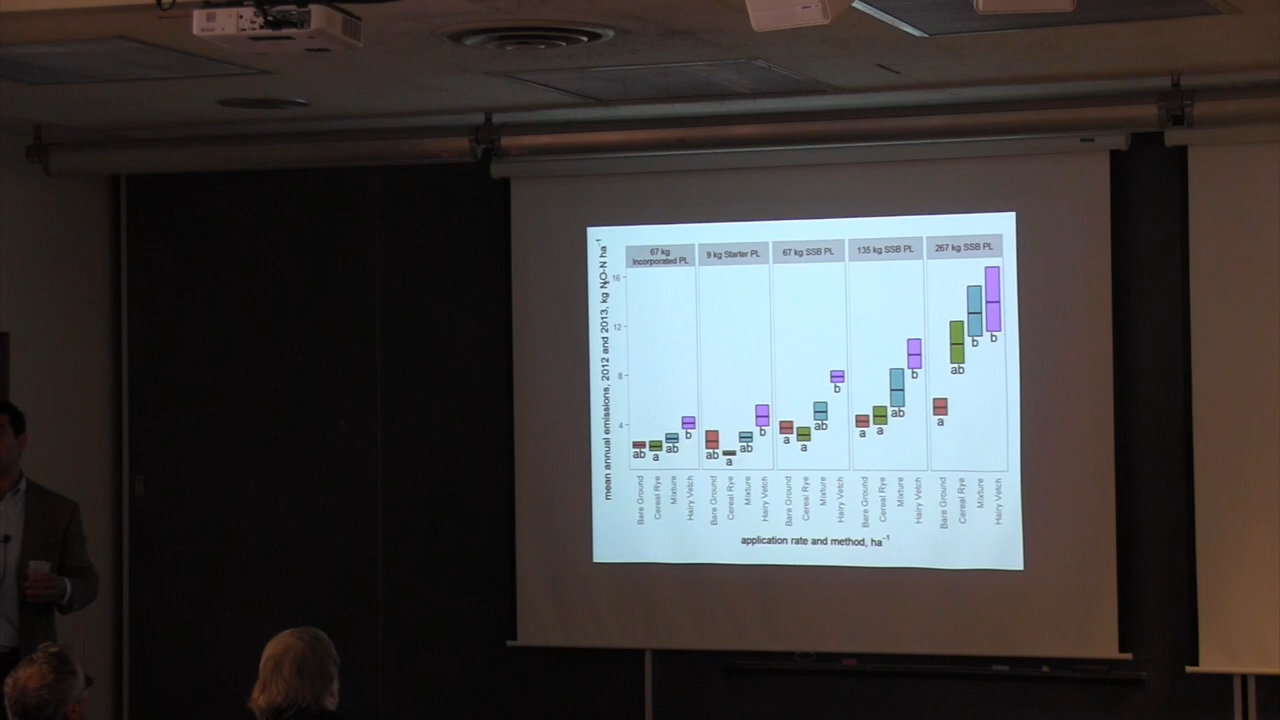 mean annual emissions, 2012 and 2013, kg N₂O-N ha⁻¹
16
12
8
4
67 kg
Incorporated PL
9 kg Starter PL
67 kg SSB PL
135 kg SSB PL
267 kg SSB PL
ab
a
ab
b
ab
a
ab
b
a
a
ab
b
a
a
ab
b
a
ab
b
b
Bare Ground
Cereal Rye
Mixture
Hairy Vetch
Bare Ground
Cereal Rye
Mixture
Hairy Vetch
Bare Ground
Cereal Rye
Mixture
Hairy Vetch
Bare Ground
Cereal Rye
Mixture
Hairy Vetch
Bare Ground
Cereal Rye
Mixture
Hairy Vetch
application rate and method, ha⁻¹